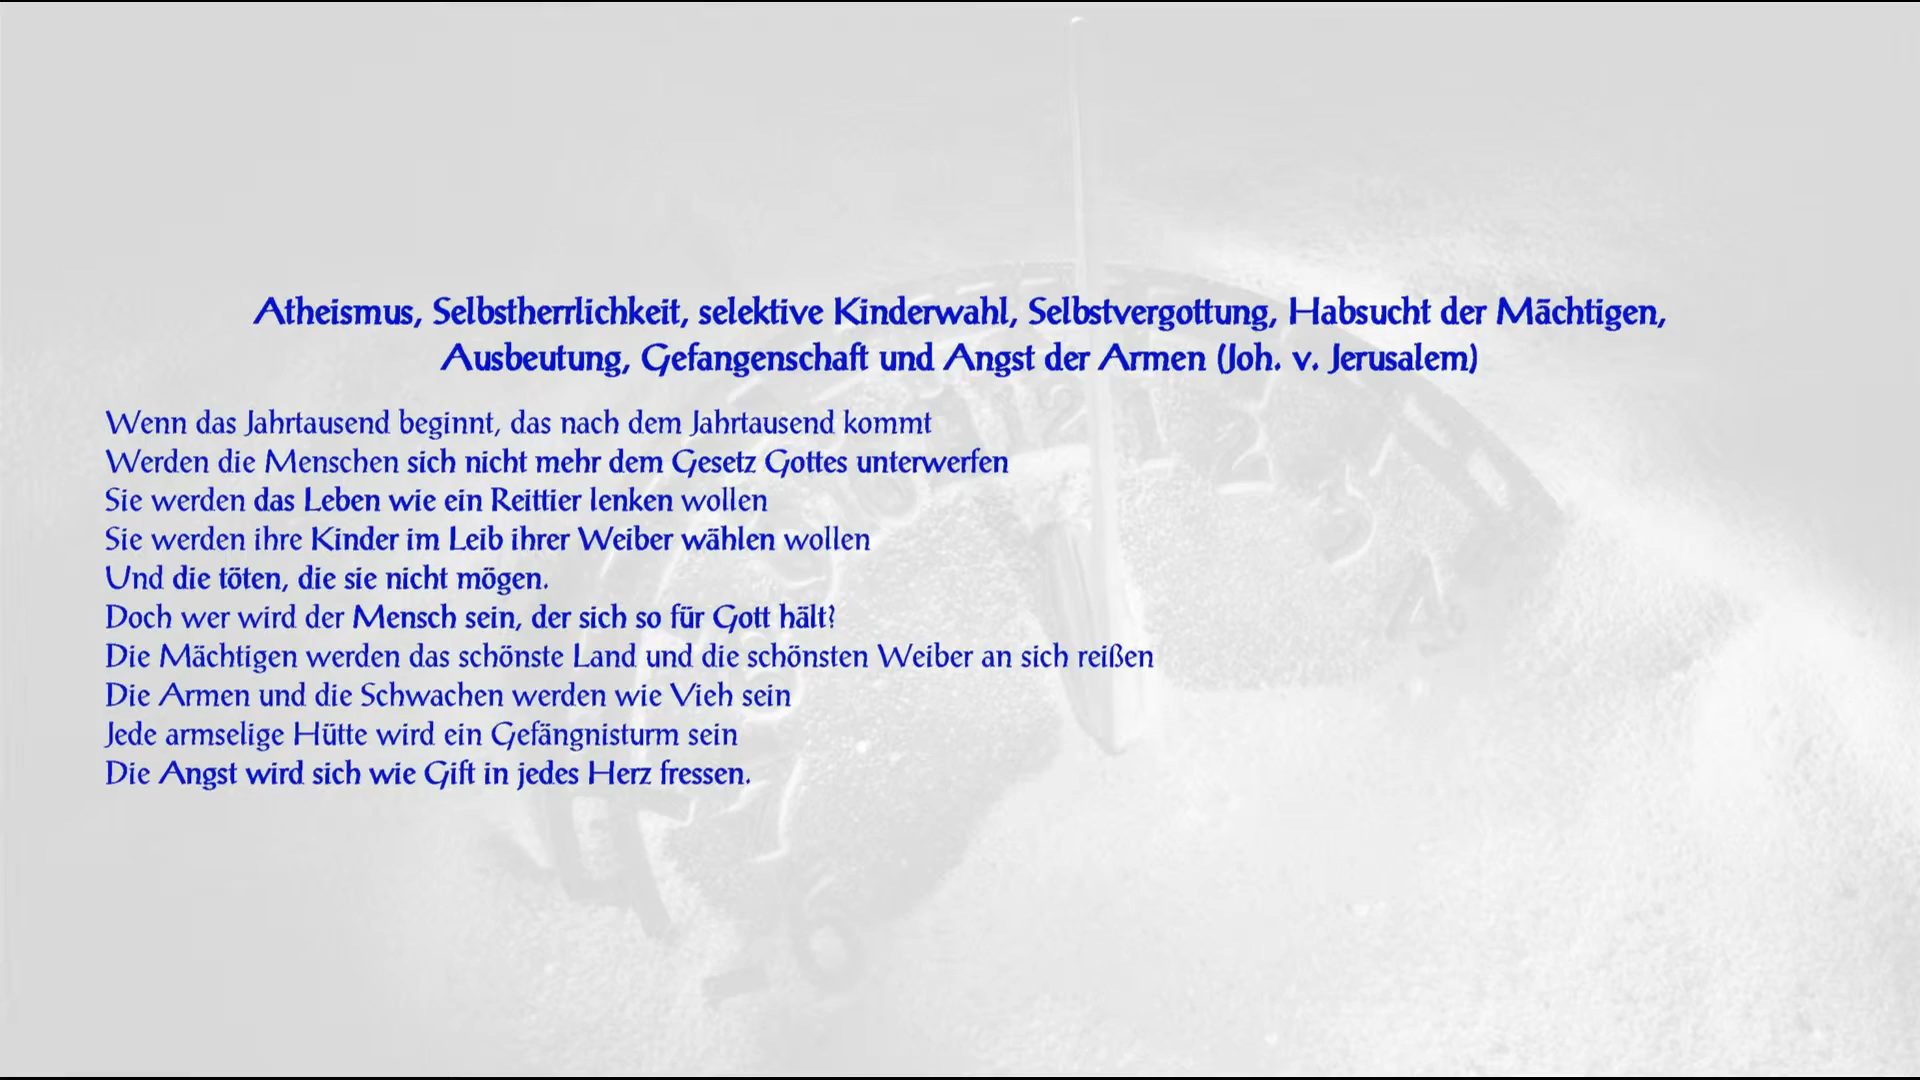 Atheismus, Selbstherrlichkeit, selektive Kinderwahl, Selbstvergottung, Habsucht der Mächtigen,
Ausbeutung, Gefangenschaft und Angst der Armen (Joh. v. Jerusalem)
Wenn das Jahrtausend beginnt, das nach dem Jahrtausend kommt
Werden die Menschen sich nicht mehr dem Gesetz Gottes unterwerfen
Sie werden das Leben wie ein Reittier lenken wollen
Sie werden ihre Kinder im Leib ihrer Weiber wählen wollen
Und die töten, die sie nicht mögen.
Doch wer wird der Mensch sein, der sich so für Gott hält?
Die Mächtigen werden das schönste Land und die schönsten Weiber an sich reißen
Die Armen und die Schwachen werden wie Vieh sein
Jede armselige Hütte wird ein Gefängnisturm sein
Die Angst wird sich wie Gift in jedes Herz fressen.